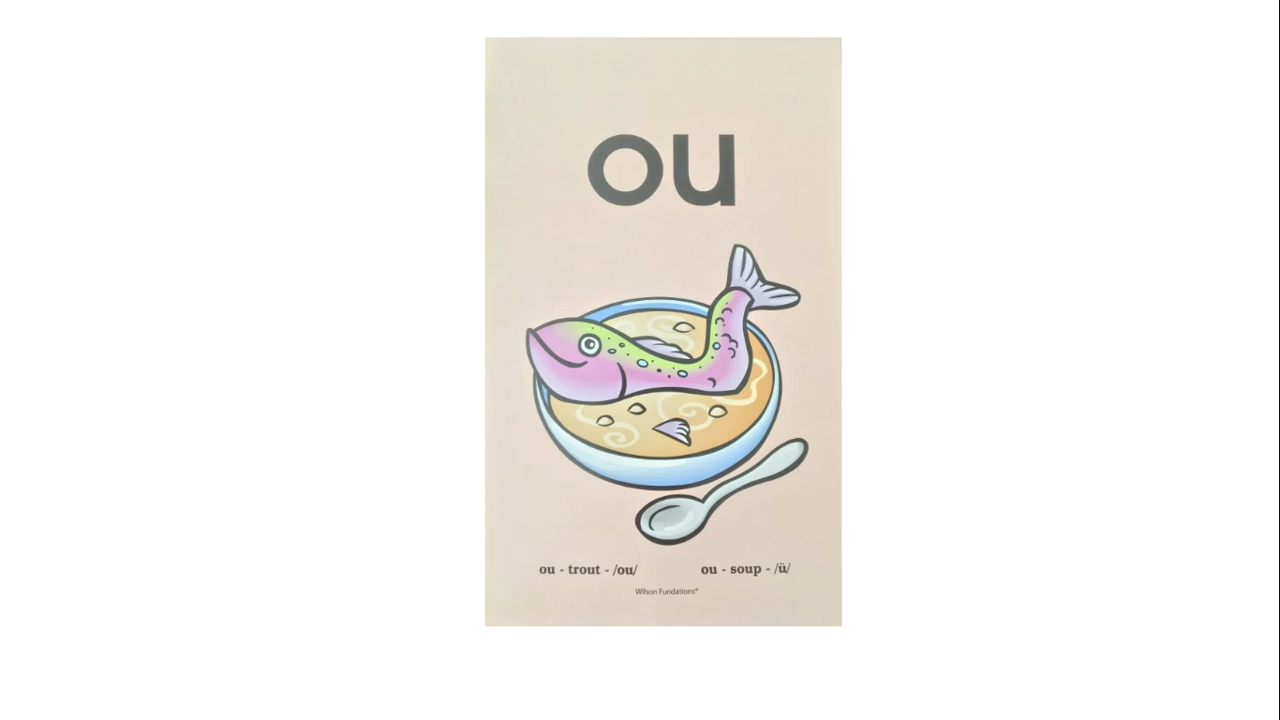 ou
ou - trout - /ou/ ou - soup - /ü/
Wilson Fundations®